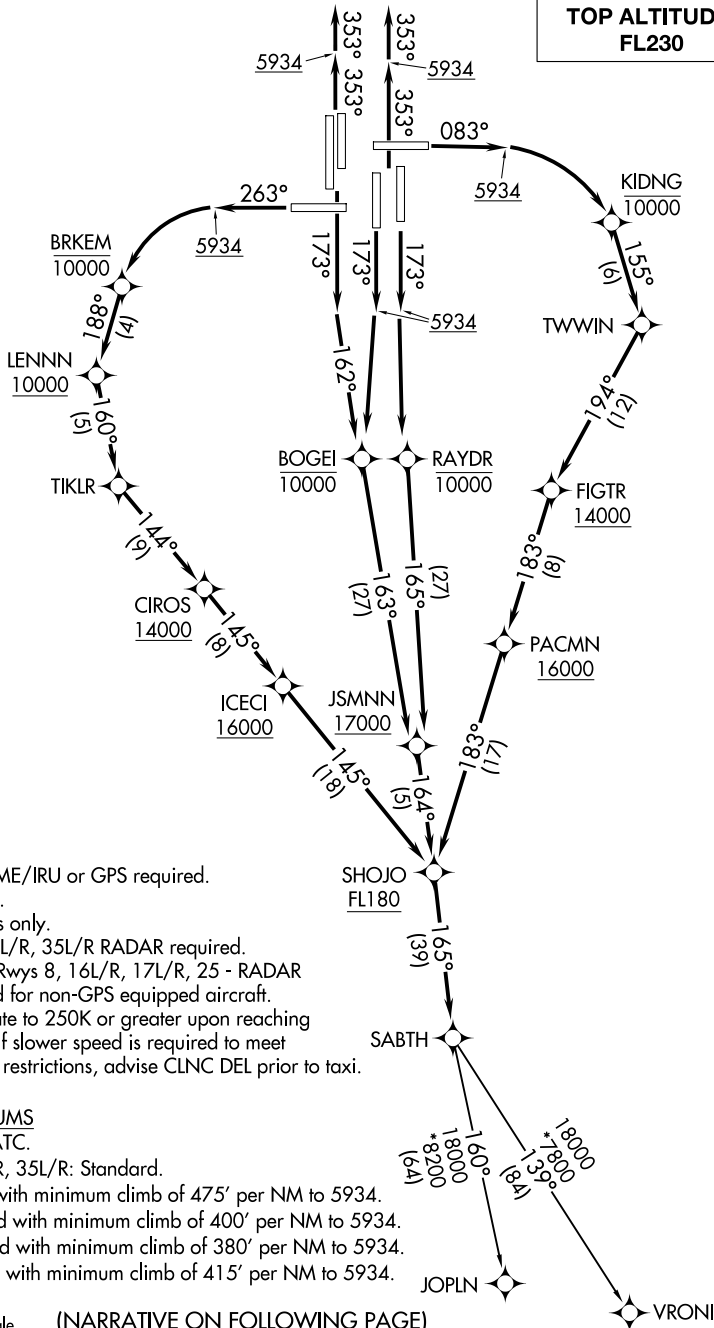 TOP ALTITUD
FL230
353°
353°
5934
5934
353°
353°
083°
5934
KIDNG
10000
263°
5934
BRKEM
10000
155°
(6)
173°
173°
173°
188°
(4)
5934
TWWIN
LENNN
10000
162°
194°
(12)
160°
(5)
BOGEI
10000
RAYDR
10000
TIKLR
FIGTR
14000
144°
(9)
163°
(27)
165°
(27)
183°
(8)
CIROS
14000
145°
(8)
PACMN
16000
ICECI
16000
JSMNN
17000
183°
(17)
145°
(18)
164°
(5)
ME/IRU or GPS required.
.
s only.
L/R, 35L/R RADAR required.
Rwys 8, 16L/R, 17L/R, 25 - RADAR
d for non-GPS equipped aircraft.
ate to 250K or greater upon reaching
if slower speed is required to meet
restrictions, advise CLNC DEL prior to taxi.
SHOJO
FL180
165°
(39)
SABTH
UMS
ATC.
R, 35L/R: Standard.
with minimum climb of 475' per NM to 5934.
d with minimum climb of 400' per NM to 5934.
d with minimum climb of 380' per NM to 5934.
with minimum climb of 415' per NM to 5934.
18000
*8200
160°
(64)
18000
*7800
139°
(84)
JOPLN
VRONI
(NARRATIVE ON FOLLOWING PAGE)